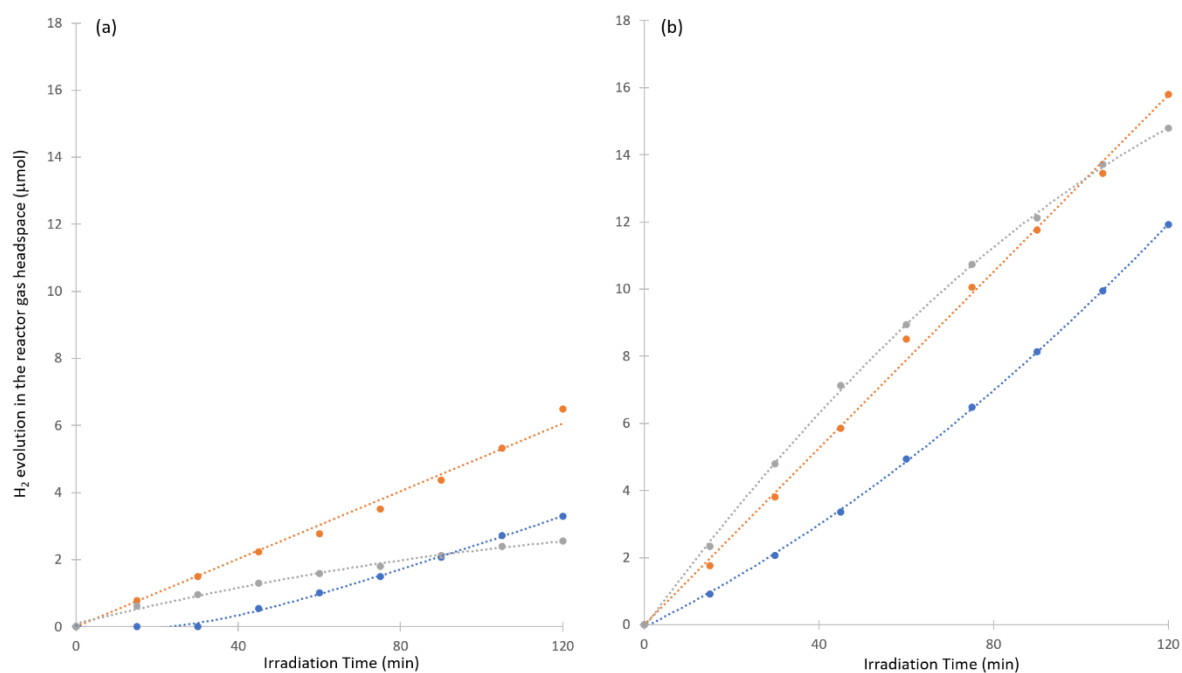 (a)
18
16
14
12
10
8
6
4
2
0
0 40 80 120
Irradiation Time (min)
H₂ evolution in the reactor gas headspace (µmol)
(b)
18
16
14
12
10
8
6
4
2
0
0 40 80 120
Irradiation Time (min)